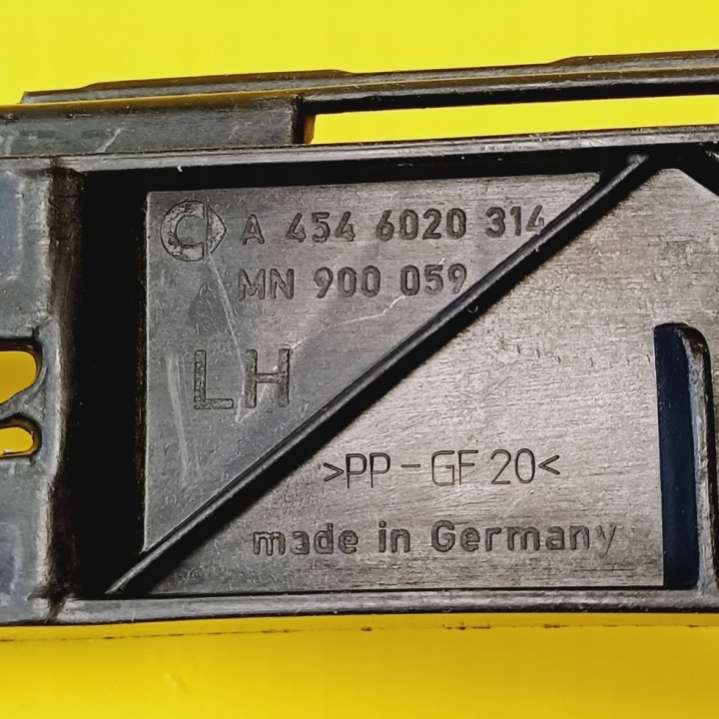 A 454 6020 314
MN 900 059
LH
>PP-GF 20<
made in Germany